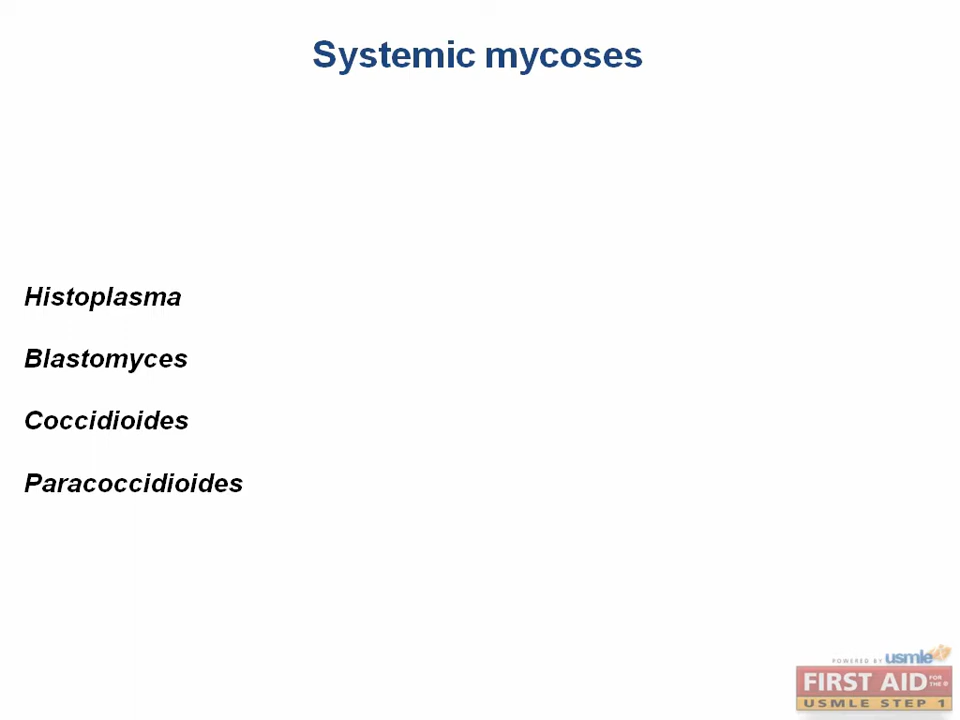 Systemic mycoses
Histoplasma
Blastomyces
Coccidioides
Paracoccidioides
POWERED BY usmle
FIRST AID FOR THE ®
USMLE STEP 1